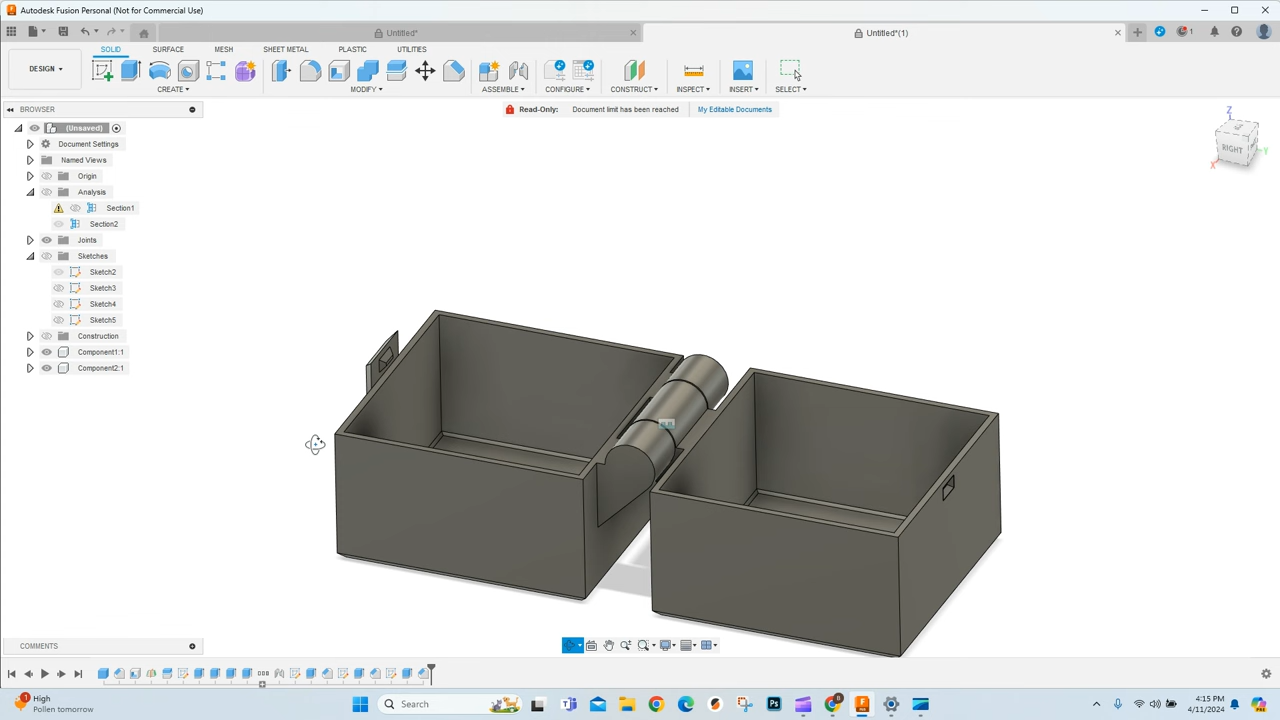 Autodesk Fusion Personal (Not for Commercial Use)
Untitled*
Untitled*(1)
1
SOLID SURFACE MESH SHEET METAL PLASTIC UTILITIES
DESIGN
CREATE MODIFY ASSEMBLE CONFIGURE CONSTRUCT INSPECT INSERT SELECT
BROWSER
Read-Only: Document limit has been reached My Editable Documents
(Unsaved)
Document Settings
Named Views
Origin
Analysis
Section1
Section2
Joints
Sketches
Sketch2
Sketch3
Sketch4
Sketch5
Construction
Component1:1
Component2:1
Z
RIGHT
Y
X
COMMENTS
1
High
Pollen tomorrow
Search
Ps
4:15 PM
4/11/2024